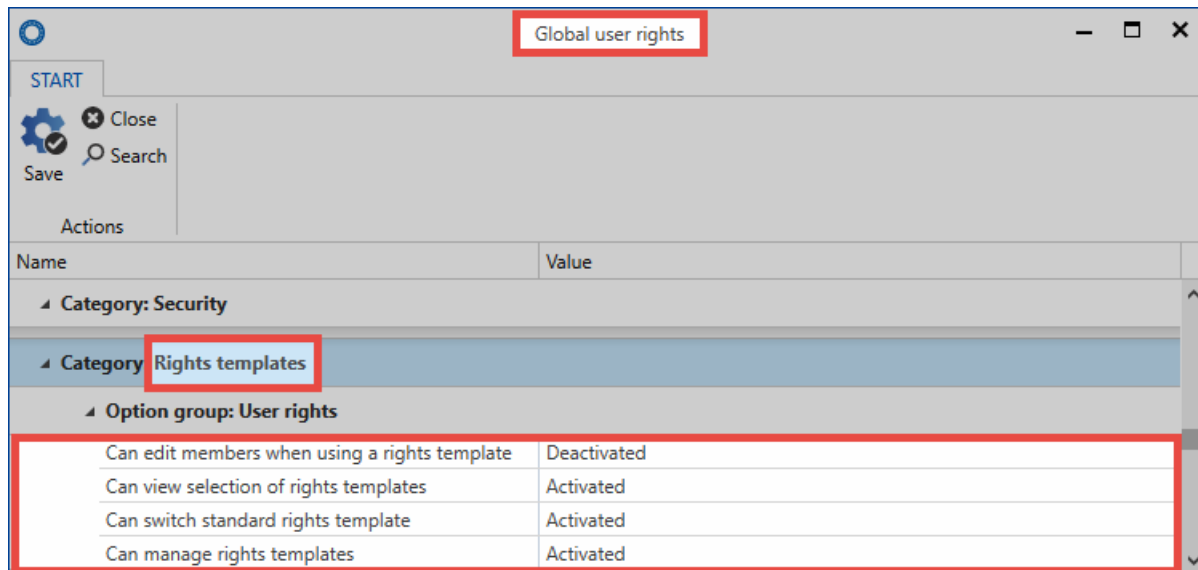 Global user rights
START
Close
Search
Save
Actions
Name Value
Category: Security
Category Rights templates
Option group: User rights
Can edit members when using a rights template Deactivated
Can view selection of rights templates Activated
Can switch standard rights template Activated
Can manage rights templates Activated